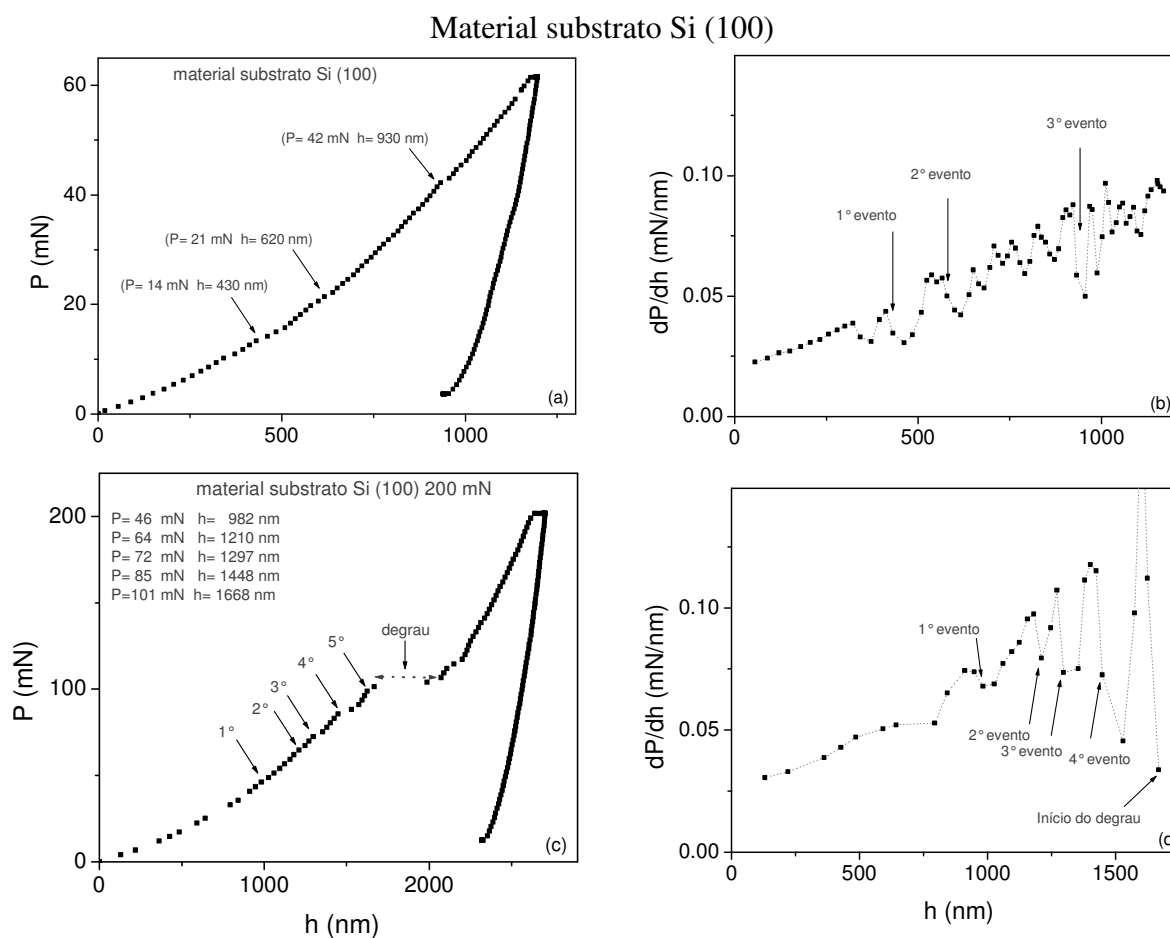 Material substrato Si (100)
material substrato Si (100)
(P= 42 mN h= 930 nm)
(P= 21 mN h= 620 nm)
(P= 14 mN h= 430 nm)
P (mN)
60
40
20
0
0
500
1000
(a)
dP/dh (mN/nm)
0.10
0.05
0.00
0
500
1000
1° evento
2° evento
3° evento
(b)
material substrato Si (100) 200 mN
P= 46 mN h= 982 nm
P= 64 mN h= 1210 nm
P= 72 mN h= 1297 nm
P= 85 mN h= 1448 nm
P=101 mN h= 1668 nm
1°
2°
3°
4°
5°
degrau
P (mN)
200
100
0
0
1000
2000
h (nm)
(c)
dP/dh (mN/nm)
0.10
0.05
0.00
0
500
1000
1500
h (nm)
1° evento
2° evento
3° evento
4° evento
Início do degrau